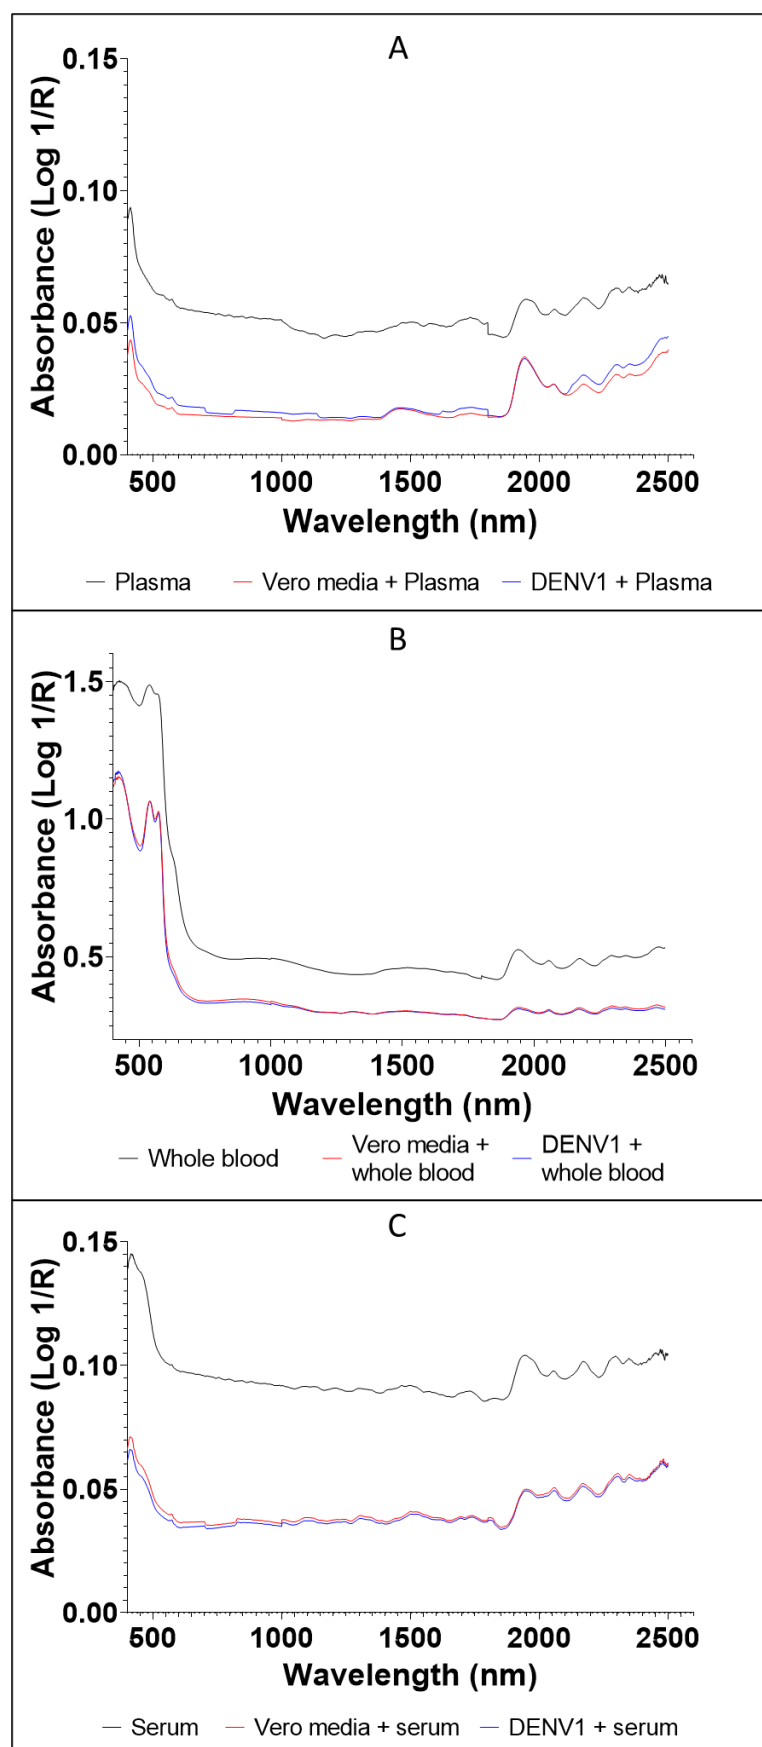 A
0.15
0.10
0.05
0.00
Absorbance (Log 1/R)
500 1000 1500 2000 2500
Wavelength (nm)
Plasma Vero media + Plasma DENV1 + Plasma
B
1.5
1.0
0.5
Absorbance (Log 1/R)
500 1000 1500 2000 2500
Wavelength (nm)
Whole blood Vero media + DENV1 +
whole blood whole blood
C
0.15
0.10
0.05
0.00
Absorbance (Log 1/R)
500 1000 1500 2000 2500
Wavelength (nm)
Serum Vero media + serum DENV1 + serum